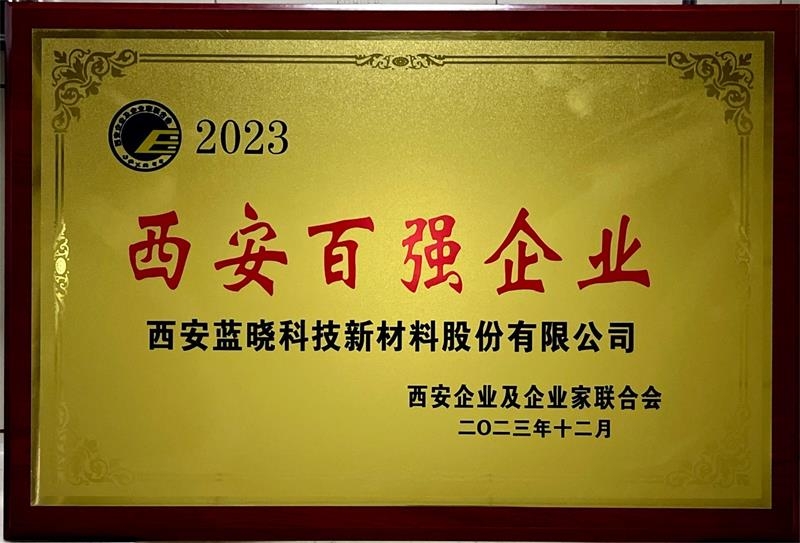 2023
西安百强企业
西安蓝晓科技新材料股份有限公司
西安企业及企业家联合会
二〇二三年十二月